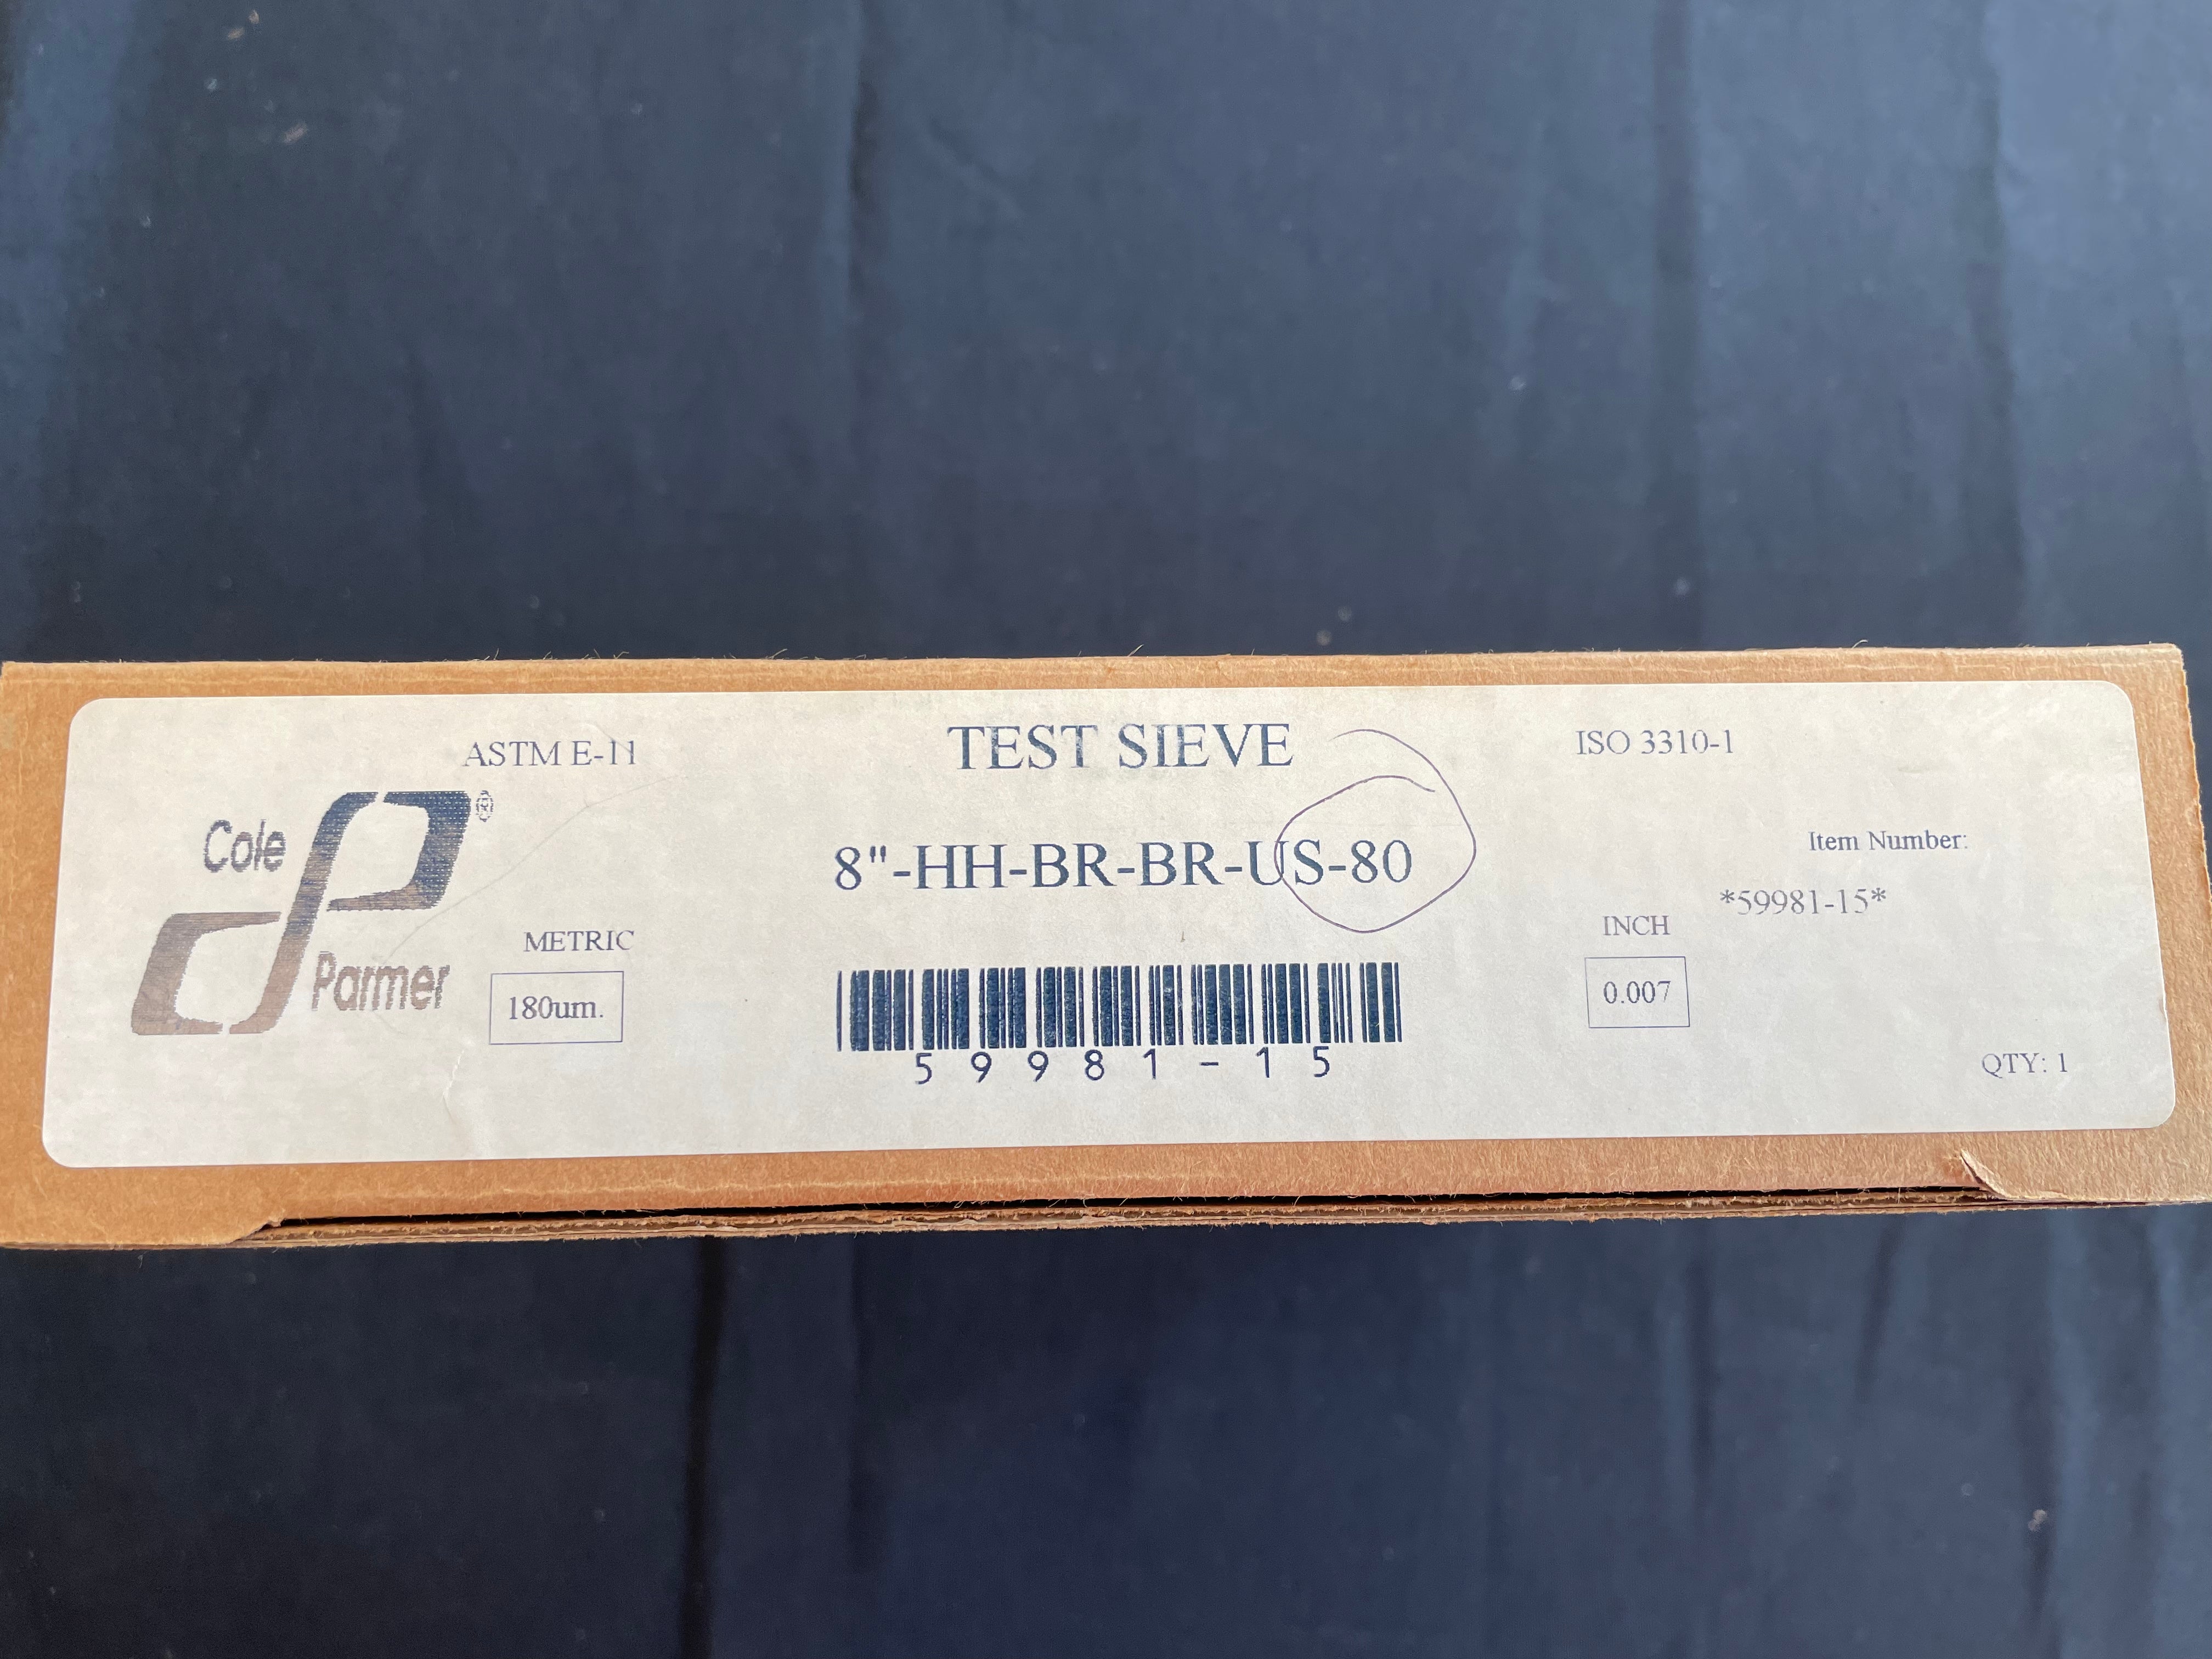 TEST SIEVE
ASTM E-11
ISO 3310-1
Cole
Parmer
®
8"-HH-BR-BR-US-80
Item Number:
*59981-15*
METRIC
180um.
INCH
0.007
59981-15
QTY: 1